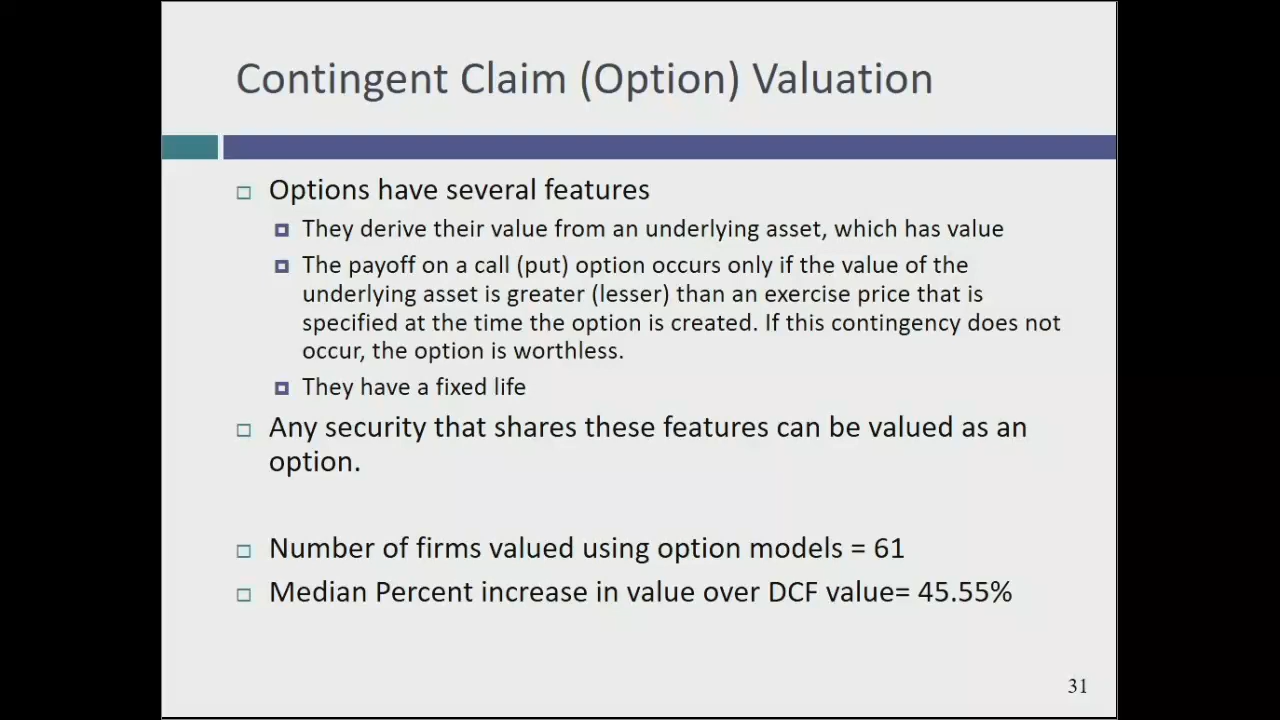 Contingent Claim (Option) Valuation
Options have several features
They derive their value from an underlying asset, which has value
The payoff on a call (put) option occurs only if the value of the
underlying asset is greater (lesser) than an exercise price that is
specified at the time the option is created. If this contingency does not
occur, the option is worthless.
They have a fixed life
Any security that shares these features can be valued as an
option.
Number of firms valued using option models = 61
Median Percent increase in value over DCF value= 45.55%
31